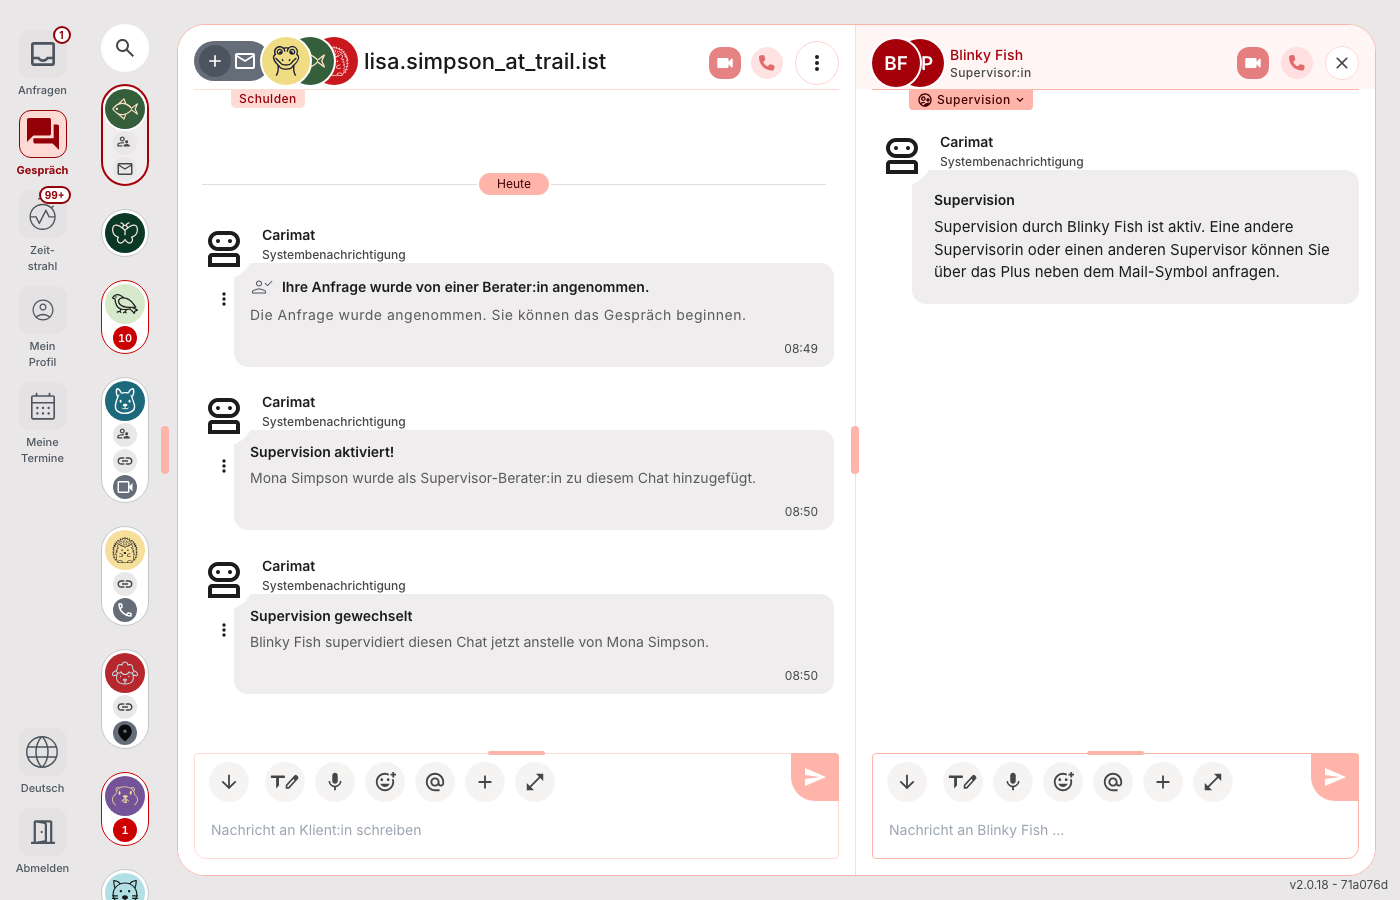 1
Anfragen
Gespräch
99+
Zeit-
strahl
Mein
Profil
Meine
Termine
Deutsch
Abmelden
10
1
lisa.simpson_at_trail.ist
Schulden
Heute
Carimat
Systembenachrichtigung
Ihre Anfrage wurde von einer Berater:in angenommen.
Die Anfrage wurde angenommen. Sie können das Gespräch beginnen.
08:49
Carimat
Systembenachrichtigung
Supervision aktiviert!
Mona Simpson wurde als Supervisor-Berater:in zu diesem Chat hinzugefügt.
08:50
Carimat
Systembenachrichtigung
Supervision gewechselt
Blinky Fish supervidiert diesen Chat jetzt anstelle von Mona Simpson.
08:50
Nachricht an Klient:in schreiben
BF P
Blinky Fish
Supervisor:in
Supervision
Carimat
Systembenachrichtigung
Supervision
Supervision durch Blinky Fish ist aktiv. Eine andere
Supervisorin oder einen anderen Supervisor können Sie
über das Plus neben dem Mail-Symbol anfragen.
Nachricht an Blinky Fish ...
v2.0.18 - 71a076d